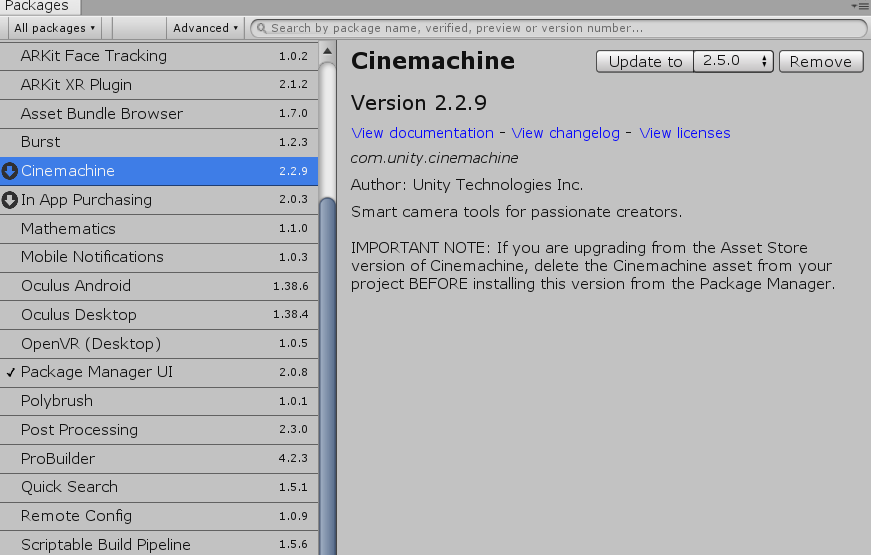 Packages
All packages
Advanced
Search by package name, verified, preview or version number...
ARKit Face Tracking 1.0.2
ARKit XR Plugin 2.1.2
Asset Bundle Browser 1.7.0
Burst 1.2.3
Cinemachine 2.2.9
In App Purchasing 2.0.3
Mathematics 1.1.0
Mobile Notifications 1.0.3
Oculus Android 1.38.6
Oculus Desktop 1.38.4
OpenVR (Desktop) 1.0.5
Package Manager UI 2.0.8
Polybrush 1.0.1
Post Processing 2.3.0
ProBuilder 4.2.3
Quick Search 1.5.1
Remote Config 1.0.9
Scriptable Build Pipeline 1.5.6
Cinemachine
Update to 2.5.0 Remove
Version 2.2.9
View documentation - View changelog - View licenses
com.unity.cinemachine
Author: Unity Technologies Inc.
Smart camera tools for passionate creators.
IMPORTANT NOTE: If you are upgrading from the Asset Store
version of Cinemachine, delete the Cinemachine asset from your
project BEFORE installing this version from the Package Manager.